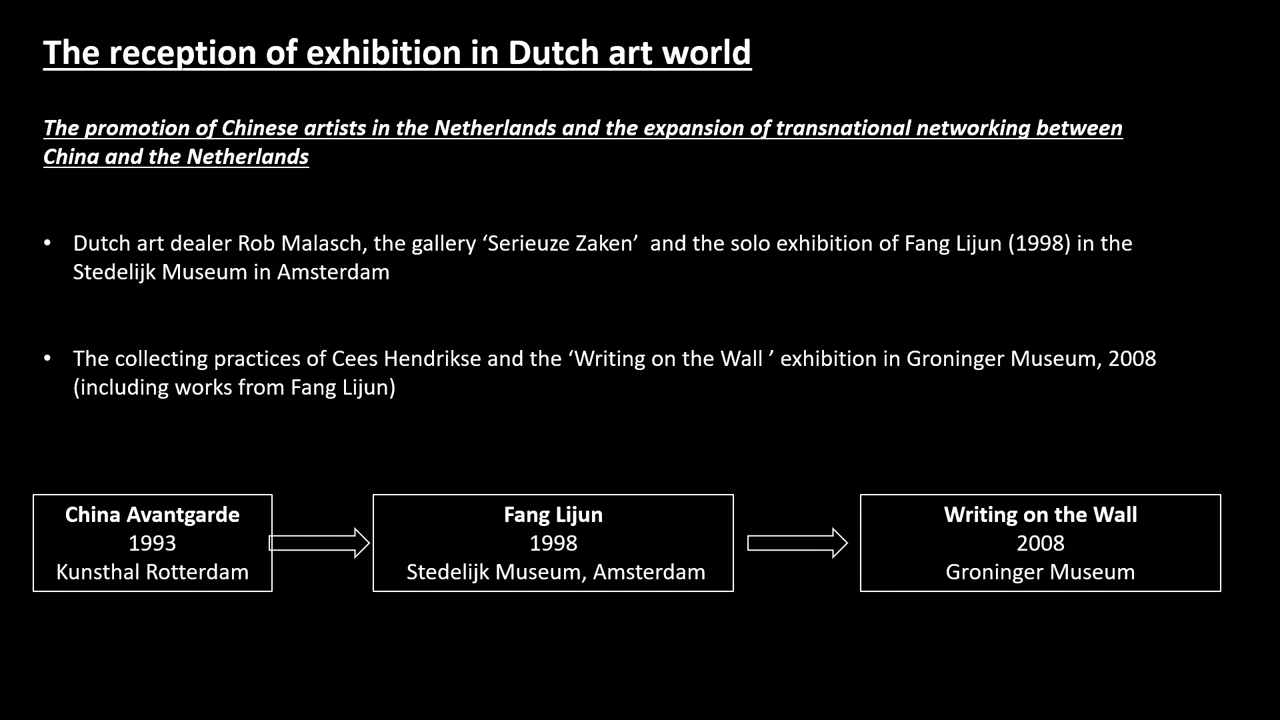 The reception of exhibition in Dutch art world
The promotion of Chinese artists in the Netherlands and the expansion of transnational networking between
China and the Netherlands
• Dutch art dealer Rob Malasch, the gallery ‘Serieuze Zaken’  and the solo exhibition of Fang Lijun (1998) in the
Stedelijk Museum in Amsterdam
• The collecting practices of Cees Hendrikse and the ‘Writing on the Wall ’ exhibition in Groninger Museum, 2008
(including works from Fang Lijun)
China Avantgarde
1993
Kunsthal Rotterdam
Fang Lijun
1998
Stedelijk Museum, Amsterdam
Writing on the Wall
2008
Groninger Museum